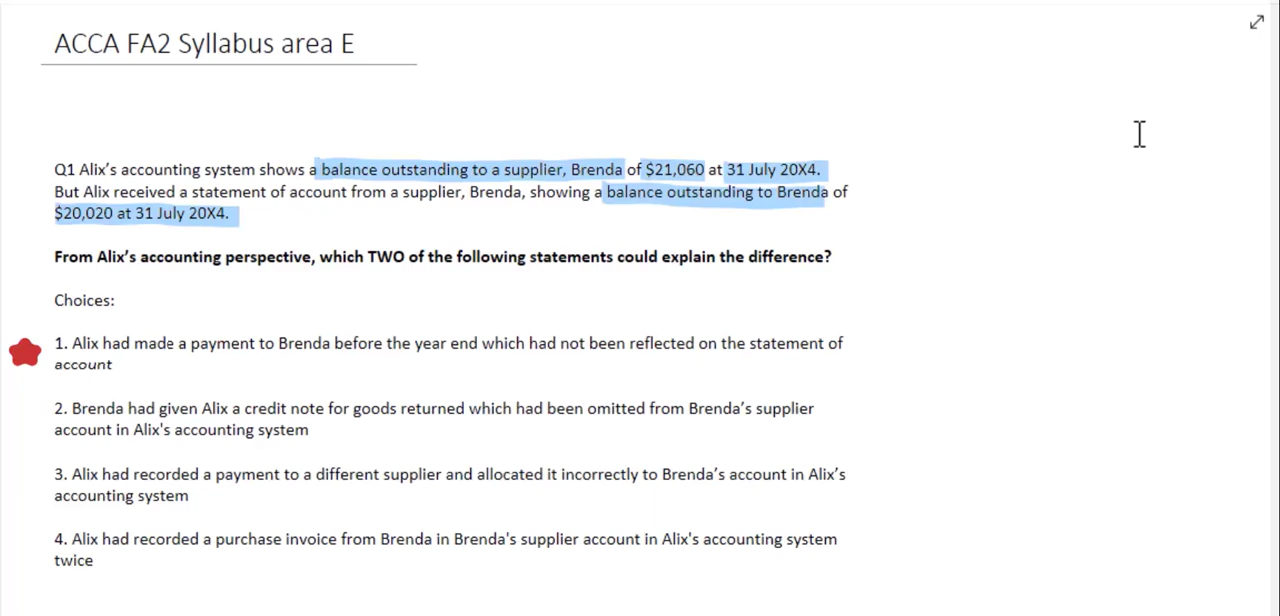 ACCA FA2 Syllabus area E
Q1 Alix’s accounting system shows a balance outstanding to a supplier, Brenda of $21,060 at 31 July 20X4.
But Alix received a statement of account from a supplier, Brenda, showing a balance outstanding to Brenda of
$20,020 at 31 July 20X4.
From Alix’s accounting perspective, which TWO of the following statements could explain the difference?
Choices:
1. Alix had made a payment to Brenda before the year end which had not been reflected on the statement of
account
2. Brenda had given Alix a credit note for goods returned which had been omitted from Brenda’s supplier
account in Alix's accounting system
3. Alix had recorded a payment to a different supplier and allocated it incorrectly to Brenda’s account in Alix’s
accounting system
4. Alix had recorded a purchase invoice from Brenda in Brenda's supplier account in Alix's accounting system
twice